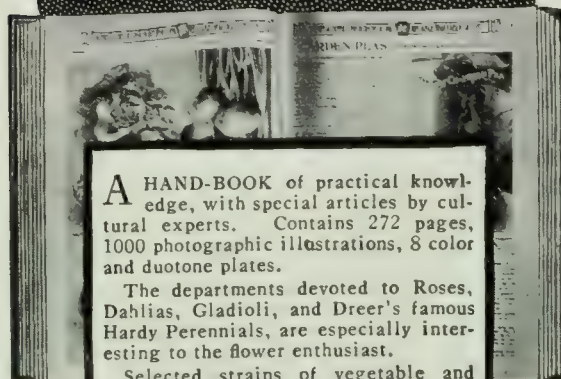 RDEN PLAN
A HAND-BOOK of practical knowl-
edge, with special articles by cul-
tural experts. Contains 272 pages,
1000 photographic illustrations, 8 color
and duotone plates.
The departments devoted to Roses,
Dahlias, Gladioli, and Dreer's famous
Hardy Perennials, are especially inter-
esting to the flower enthusiast.
Selected strains of vegetable and